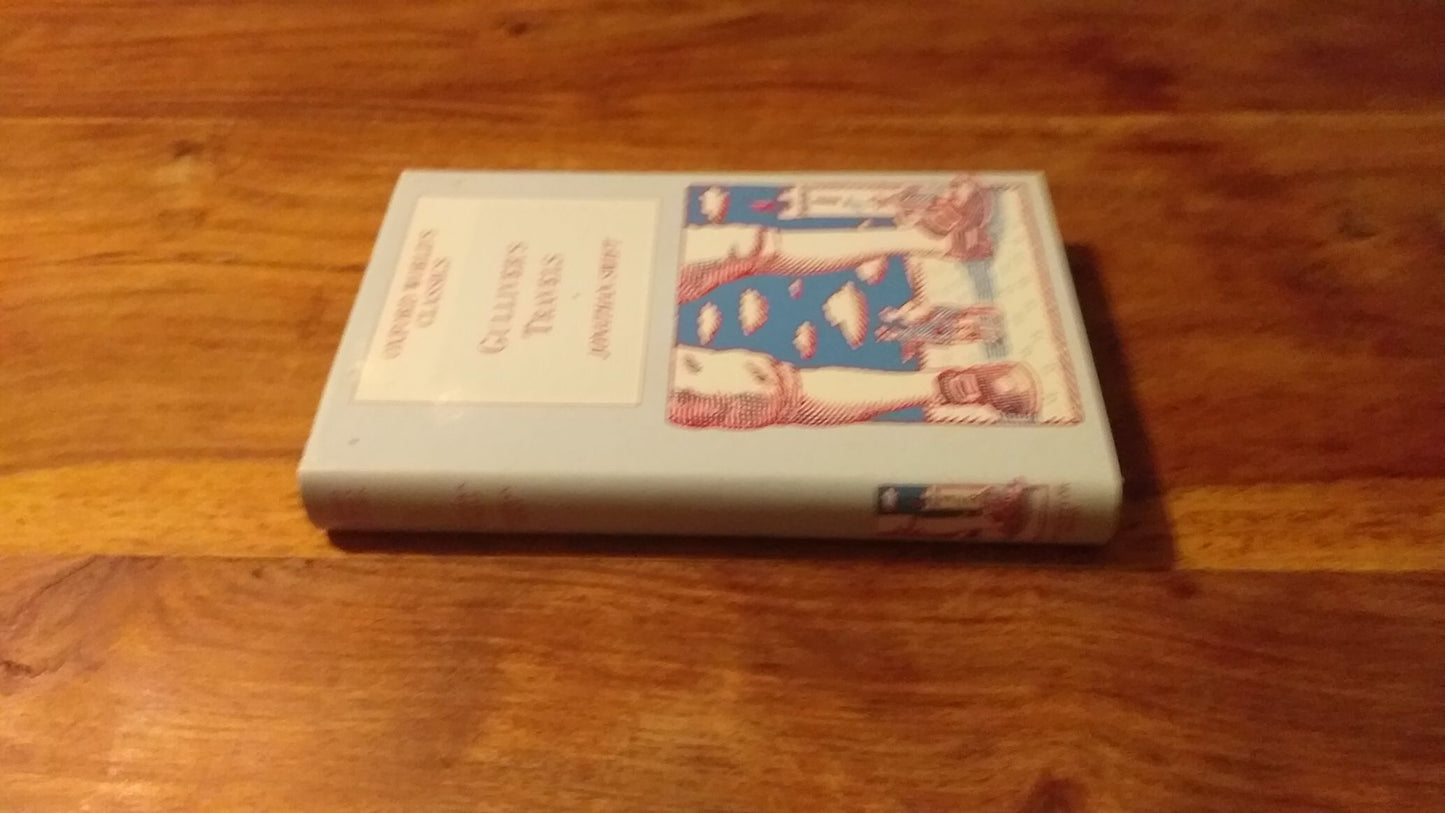 OXFORD WORLD'S
CLASSICS
GULLIVER'S
TRAVELS
JONATHAN SWIFT